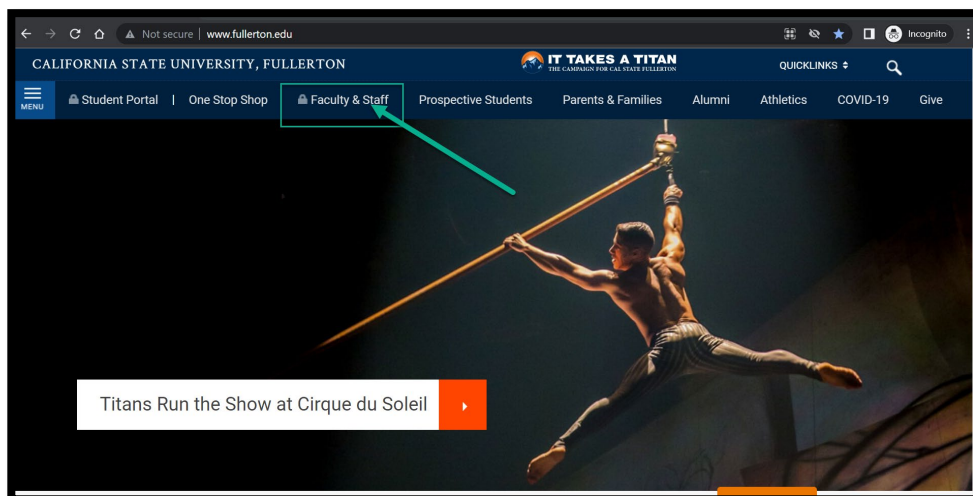 Not secure | www.fullerton.edu
Incognito
CALIFORNIA STATE UNIVERSITY, FULLERTON
IT TAKES A TITAN
THE CAMPAIGN FOR CAL STATE FULLERTON
QUICKLINKS
MENU
Student Portal | One Stop Shop
Faculty & Staff
Prospective Students
Parents & Families
Alumni
Athletics
COVID-19
Give
Titans Run the Show at Cirque du Soleil